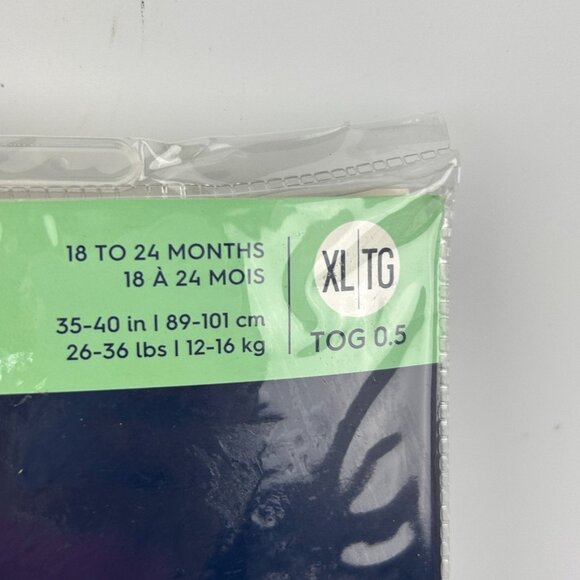 18 TO 24 MONTHS
18 À 24 MOIS
35-40 in | 89-101 cm
26-36 lbs | 12-16 kg
XL|TG
TOG 0.5